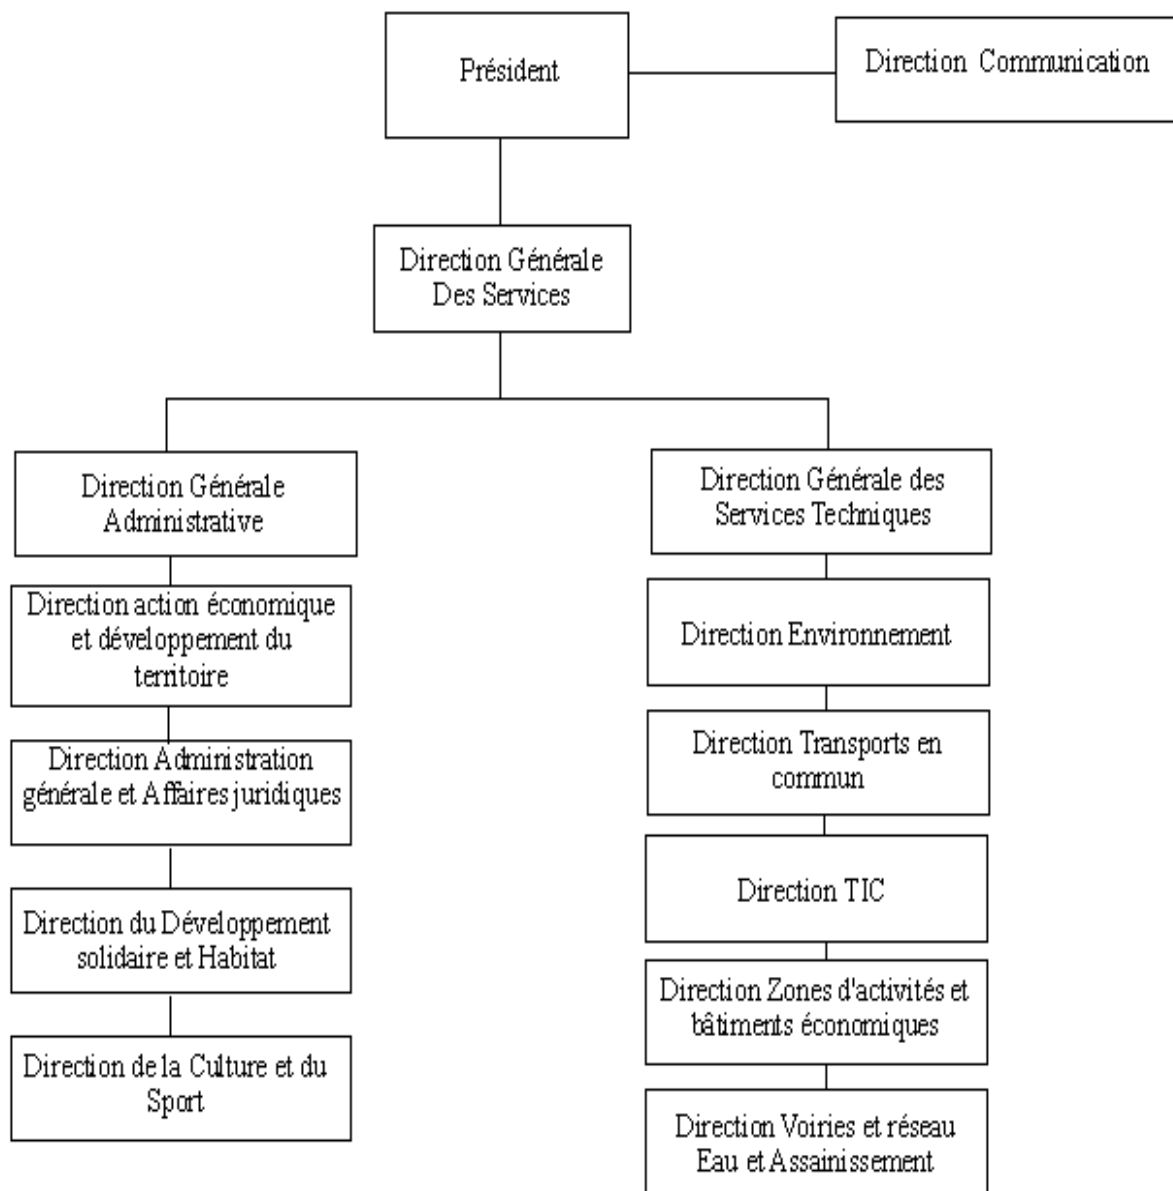 Président
Direction Communication
Direction Générale
Des Services
Direction Générale
Administrative
Direction action économique
et développement du
territoire
Direction Administration
générale et Affaires juridiques
Direction du Développement
solidaire et Habitat
Direction de la Culture et du
Sport
Direction Générale des
Services Techniques
Direction Environnement
Direction Transports en
commun
Direction TIC
Direction Zones d'activités et
bâtiments économiques
Direction Voiries et réseau
Eau et Assainissement